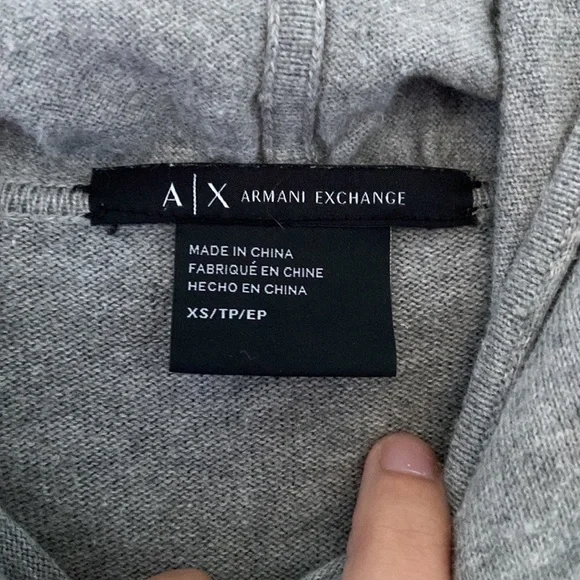 A|X ARMANI EXCHANGE
MADE IN CHINA
FABRIQUÉ EN CHINE
HECHO EN CHINA
XS/TP/EP